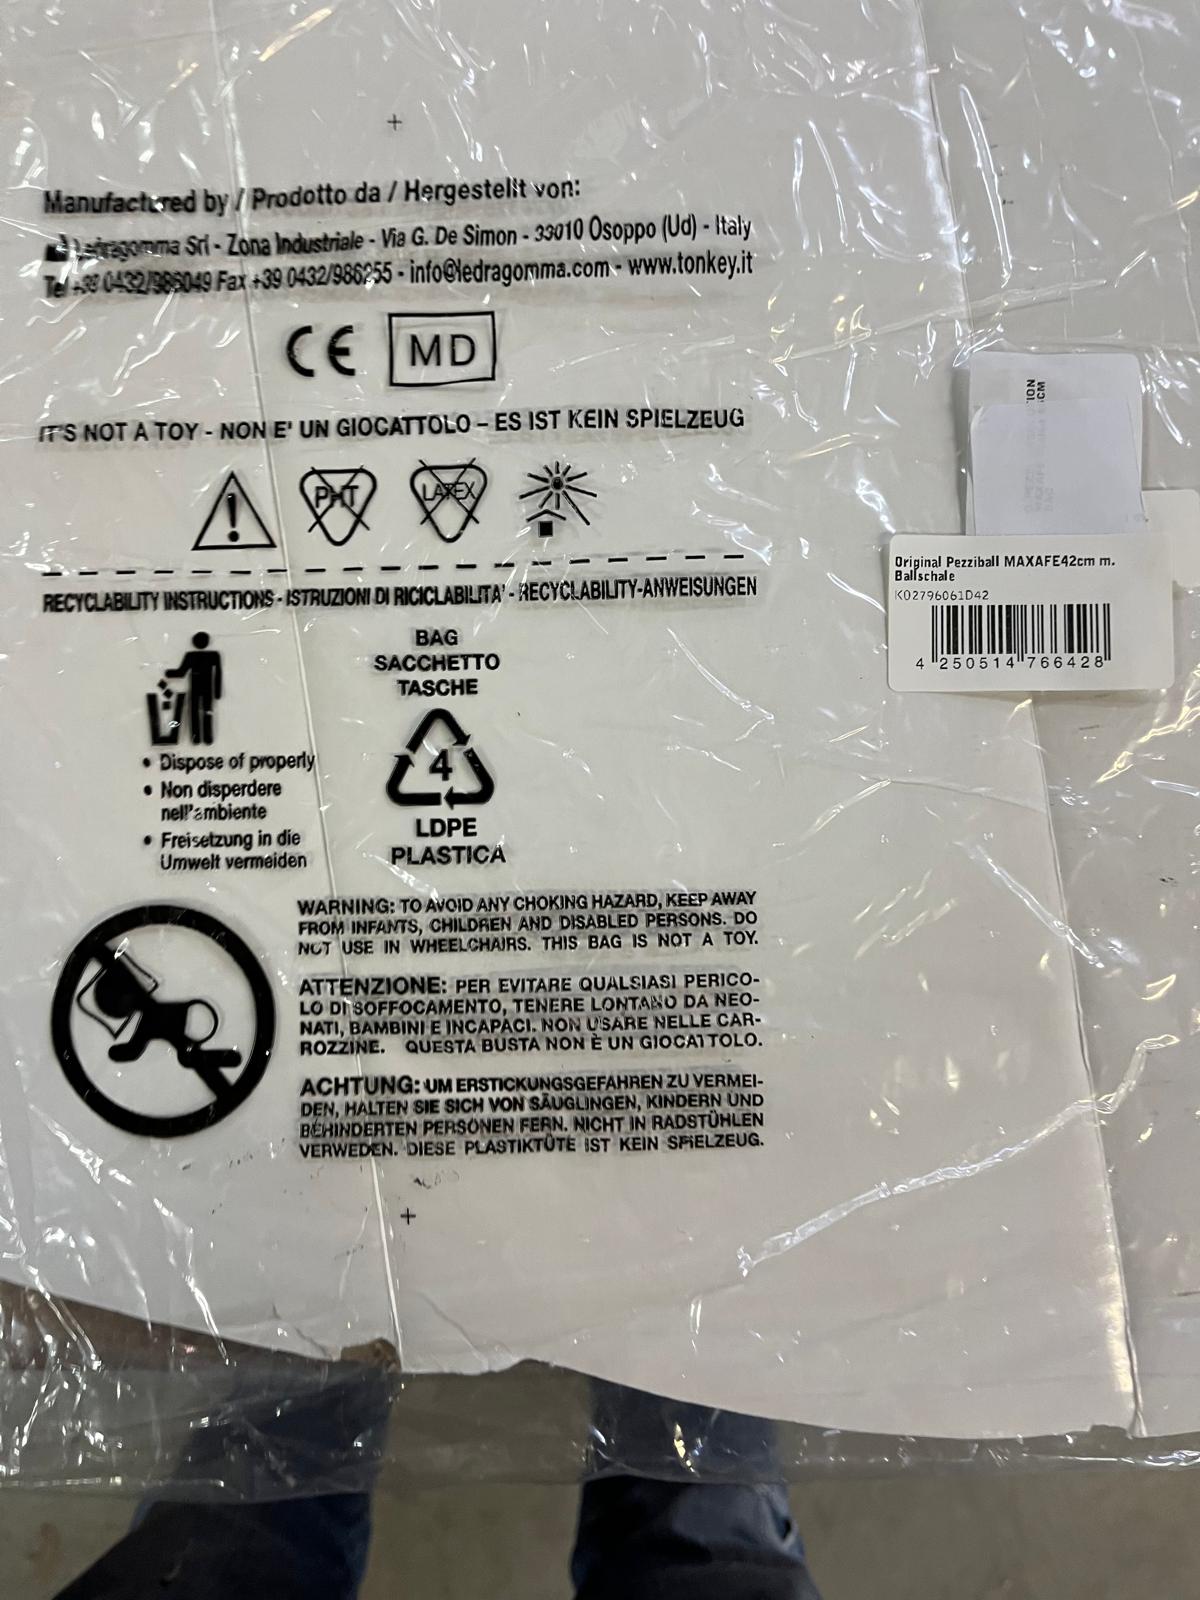 Manufactured by / Prodotto da / Hergestellt von:
Ledragomma Srl - Zona Industriale - Via G. De Simon - 33010 Osoppo (Ud) - Italy
Tel +39 0432/986049 Fax +39 0432/986255 - info@ledragomma.com - www.tonkey.it
CE MD
IT'S NOT A TOY - NON E' UN GIOCATTOLO – ES IST KEIN SPIELZEUG
PHT LATEX
RECYCLABILITY INSTRUCTIONS - ISTRUZIONI DI RICICLABILITA' - RECYCLABILITY-ANWEISUNGEN
BAG
SACCHETTO
TASCHE
4
LDPE
PLASTICA
• Dispose of properly
• Non disperdere
nell'ambiente
• Freisetzung in die
Umwelt vermeiden
WARNING: TO AVOID ANY CHOKING HAZARD, KEEP AWAY
FROM INFANTS, CHILDREN AND DISABLED PERSONS. DO
NOT USE IN WHEELCHAIRS. THIS BAG IS NOT A TOY.
ATTENZIONE: PER EVITARE QUALSIASI PERICO-
LO DI SOFFOCAMENTO, TENERE LONTANO DA NEO-
NATI, BAMBINI E INCAPACI. NON USARE NELLE CAR-
ROZZINE. QUESTA BUSTA NON È UN GIOCATTOLO.
ACHTUNG: UM ERSTICKUNGSGEFAHREN ZU VERMEI-
DEN, HALTEN SIE SICH VON SÄUGLINGEN, KINDERN UND
BEHINDERTEN PERSONEN FERN. NICHT IN RADSTÜHLEN
VERWEDEN. DIESE PLASTIKTÜTE IST KEIN SPIELZEUG.
Original Pezziball MAXAFE42cm m.
Ballschale
K02796061D42
4 250514 766428